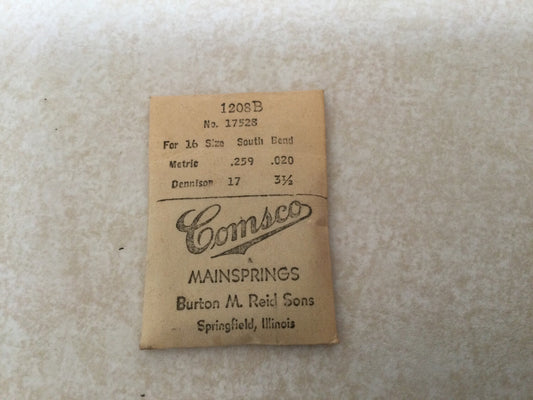 1208B
No. 17528
For 16 Size South Bend
Metric .259 .020
Dennison 17 3½
Comsco
MAINSPRINGS
Burton M. Reid Sons
Springfield, Illinois